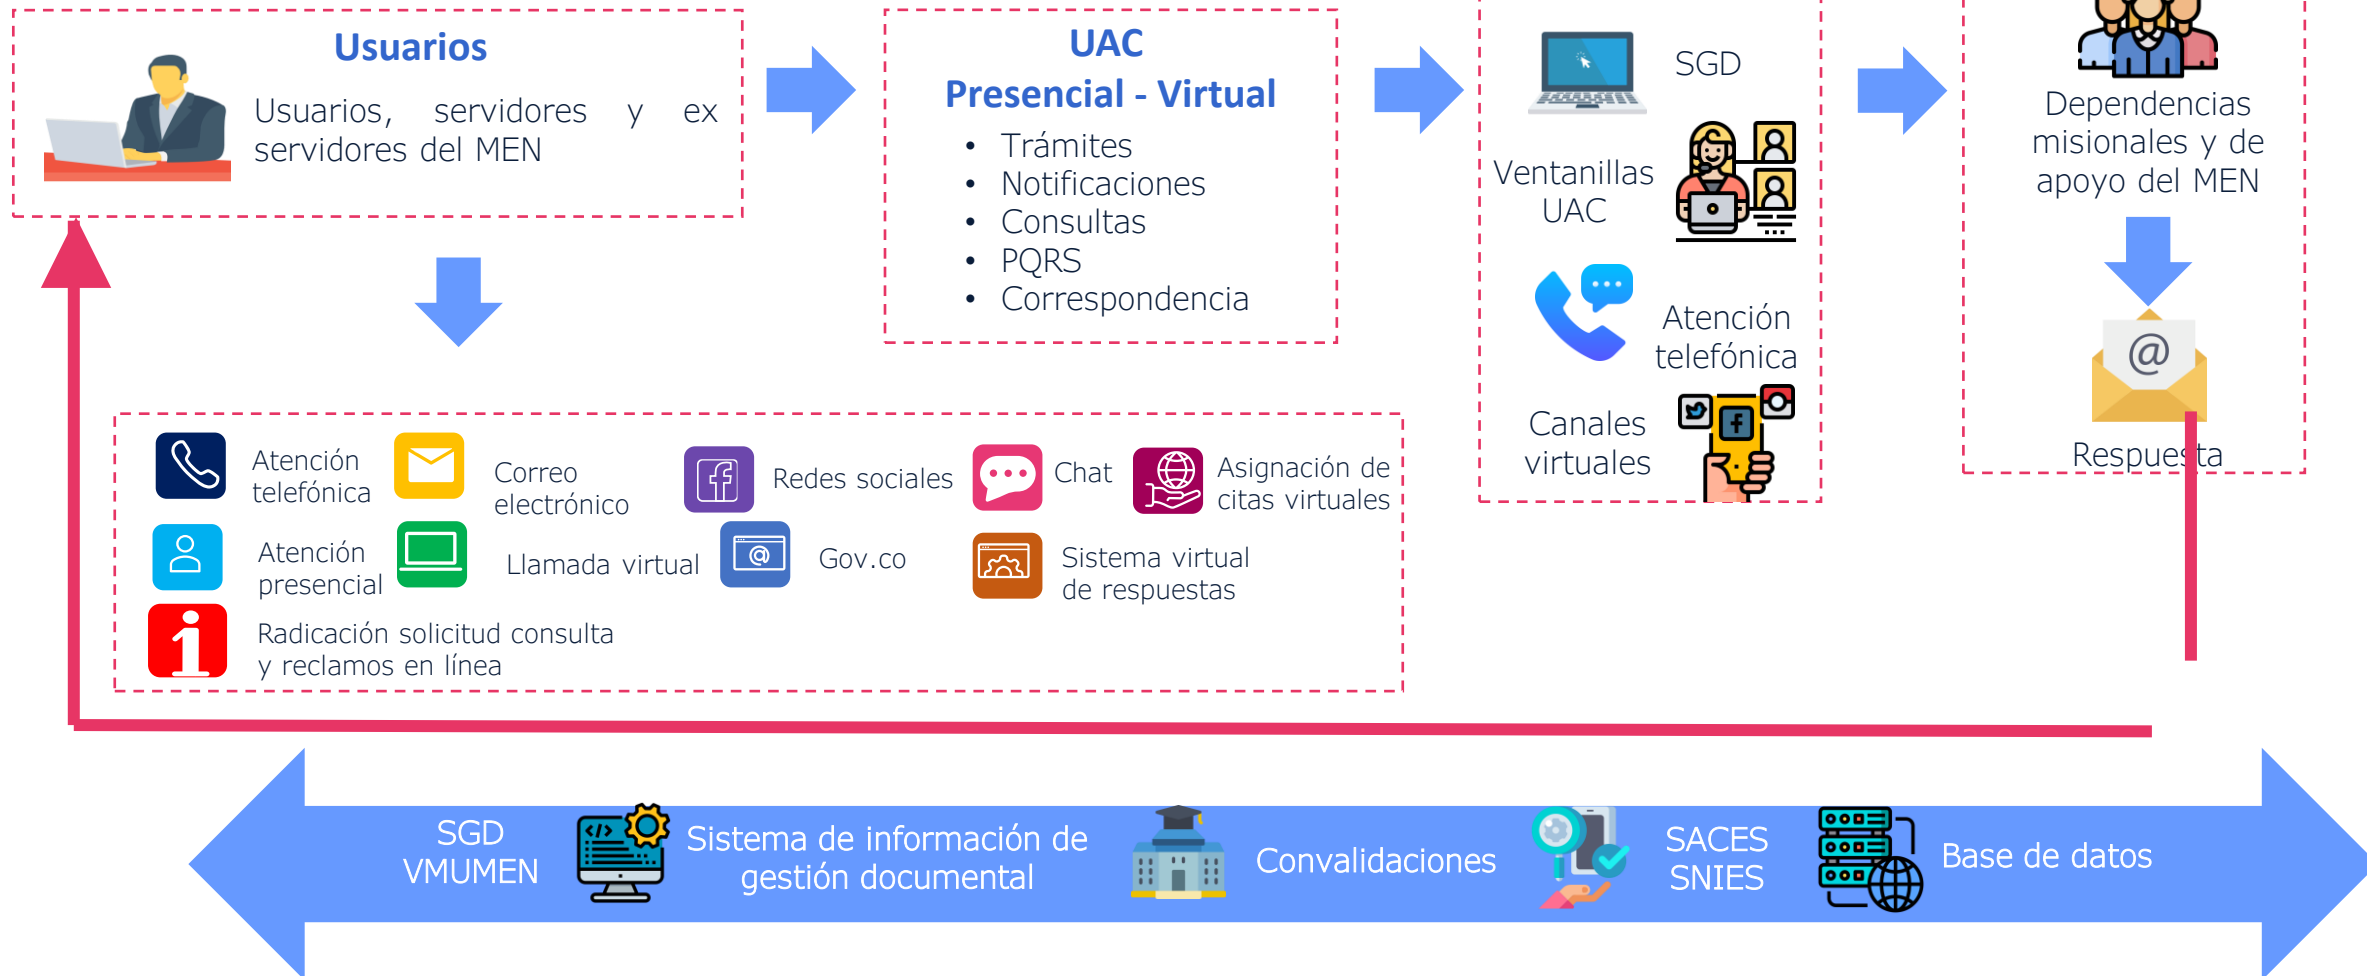 Usuarios
Usuarios, servidores y ex
servidores del MEN
UAC
Presencial - Virtual
• Trámites
• Notificaciones
• Consultas
• PQRS
• Correspondencia
SGD
Ventanillas
UAC
Atención
telefónica
Canales
virtuales
Dependencias
misionales y de
apoyo del MEN
@
Respuesta
Atención
telefónica
Correo
electrónico
Redes sociales
Chat
Asignación de
citas virtuales
Atención
presencial
Llamada virtual
@
Gov.co
Sistema virtual
de respuestas
Radicación solicitud consulta
y reclamos en línea
SGD
VMUMEN
Sistema de información de
gestión documental
Convalidaciones
SACES
SNIES
Base de datos